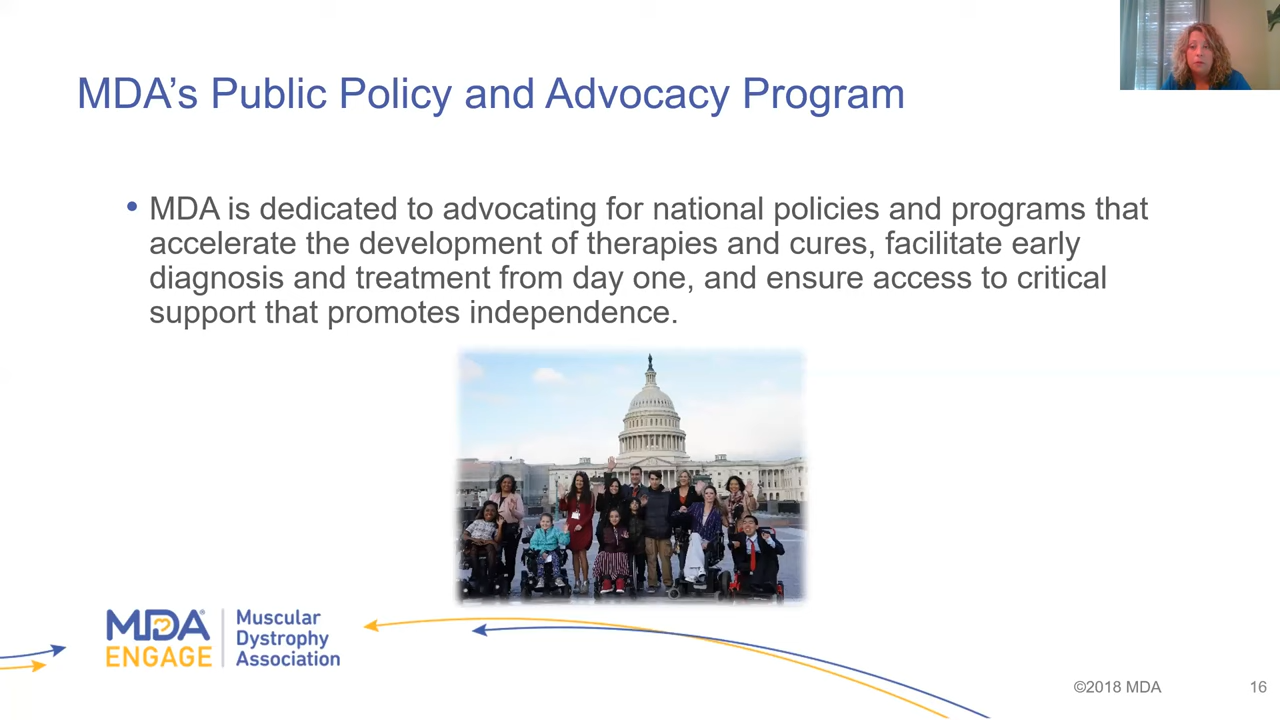 MDA's Public Policy and Advocacy Program
• MDA is dedicated to advocating for national policies and programs that
accelerate the development of therapies and cures, facilitate early
diagnosis and treatment from day one, and ensure access to critical
support that promotes independence.
MDA®
ENGAGE
Muscular
Dystrophy
Association
©2018 MDA
16